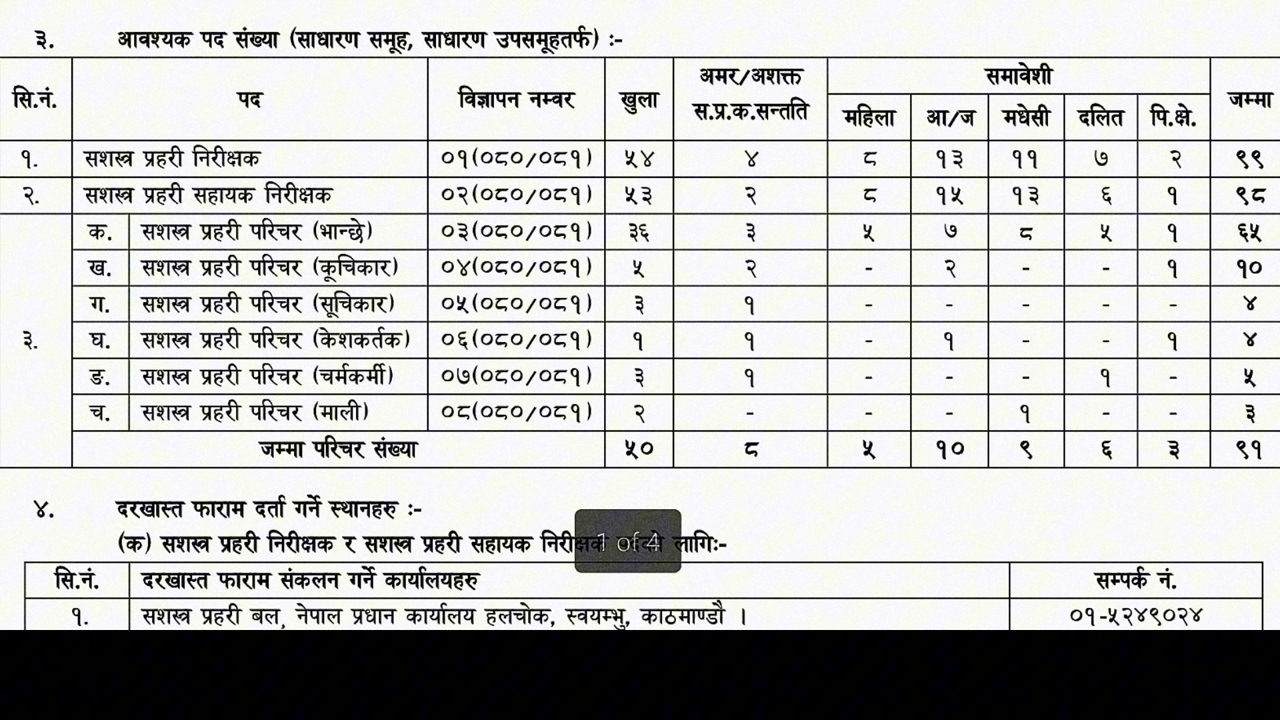 ३. आवश्यक पद संख्या (साधारण समूह, साधारण उपसमूहतर्फ) :-
सि.नं. पद विज्ञापन नम्वर खुला अमर/अशक्त स.प्र.क.सन्तति समावेशी जम्मा
महिला आ/ज मधेसी दलित पि.क्षे.
१. सशस्त्र प्रहरी निरीक्षक ०१(०८०/०८१) ५४ ४ ८ १३ ११ ७ २ ९९
२. सशस्त्र प्रहरी सहायक निरीक्षक ०२(०८०/०८१) ५३ २ ८ १५ १३ ६ १ ९८
३. क. सशस्त्र प्रहरी परिचर (भान्छे) ०३(०८०/०८१) ३६ ३ ५ ७ ८ ५ १ ६५
ख. सशस्त्र प्रहरी परिचर (कूचिकार) ०४(०८०/०८१) ५ २ - २ - - १ १०
ग. सशस्त्र प्रहरी परिचर (सूचिकार) ०५(०८०/०८१) ३ १ - - - - - ४
घ. सशस्त्र प्रहरी परिचर (केशकर्तक) ०६(०८०/०८१) १ १ - १ - - १ ४
ङ. सशस्त्र प्रहरी परिचर (चर्मकर्मी) ०७(०८०/०८१) ३ १ - - - १ - ५
च. सशस्त्र प्रहरी परिचर (माली) ०८(०८०/०८१) २ - - - १ - - ३
जम्मा परिचर संख्या ५० ८ ५ १० ९ ६ ३ ९१
४. दरखास्त फाराम दर्ता गर्ने स्थानहरु :-
(क) सशस्त्र प्रहरी निरीक्षक र सशस्त्र प्रहरी सहायक निरीक्षक लागिः-
1 of 4
सि.नं. दरखास्त फाराम संकलन गर्ने कार्यालयहरु सम्पर्क नं.
१. सशस्त्र प्रहरी बल, नेपाल प्रधान कार्यालय हलचोक, स्वयम्भु, काठमाण्डौ । ०१-५२४९०२४